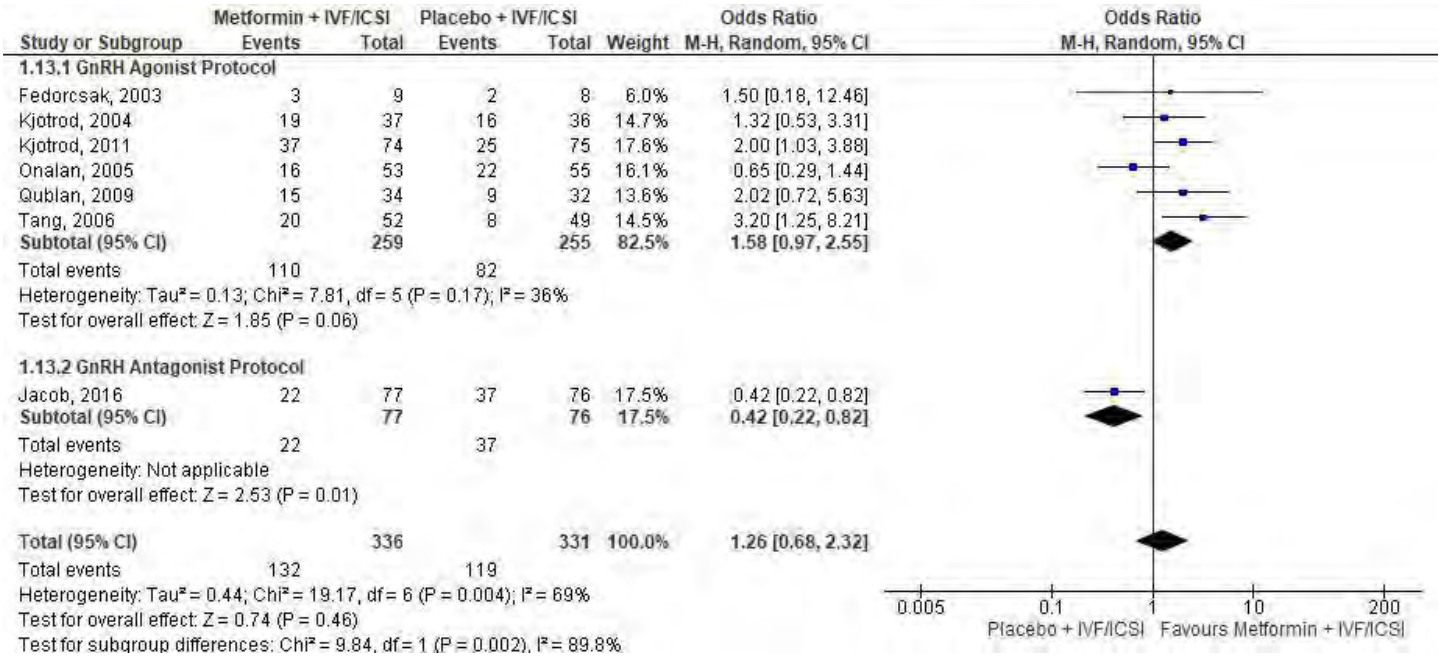 Metformin + IVF/ICSI Placebo + IVF/ICSI Odds Ratio Odds Ratio
Study or Subgroup Events Total Events Total Weight M-H, Random, 95% CI M-H, Random, 95% CI
1.13.1 GnRH Agonist Protocol
Fedorcsak, 2003 3 9 2 8 6.0% 1.50 [0.18, 12.46]
Kjotrod, 2004 19 37 16 36 14.7% 1.32 [0.53, 3.31]
Kjotrod, 2011 37 74 25 75 17.6% 2.00 [1.03, 3.88]
Onalan, 2005 16 53 22 55 16.1% 0.65 [0.29, 1.44]
Qublan, 2009 15 34 9 32 13.6% 2.02 [0.72, 5.63]
Tang, 2006 20 52 8 49 14.5% 3.20 [1.25, 8.21]
Subtotal (95% CI) 259 255 82.5% 1.58 [0.97, 2.55]
Total events 110 82
Heterogeneity: Tau² = 0.13; Chi² = 7.81, df = 5 (P = 0.17); I² = 36%
Test for overall effect: Z = 1.85 (P = 0.06)
1.13.2 GnRH Antagonist Protocol
Jacob, 2016 22 77 37 76 17.5% 0.42 [0.22, 0.82]
Subtotal (95% CI) 77 76 17.5% 0.42 [0.22, 0.82]
Total events 22 37
Heterogeneity: Not applicable
Test for overall effect: Z = 2.53 (P = 0.01)
Total (95% CI) 336 331 100.0% 1.26 [0.68, 2.32]
Total events 132 119
Heterogeneity: Tau² = 0.44; Chi² = 19.17, df = 6 (P = 0.004); I² = 69%
Test for overall effect: Z = 0.74 (P = 0.46)
Test for subgroup differences: Chi² = 9.84, df = 1 (P = 0.002), I² = 89.8%
0.005 0.1 1 10 200
Placebo + IVF/ICSI Favours Metformin + IVF/ICSI